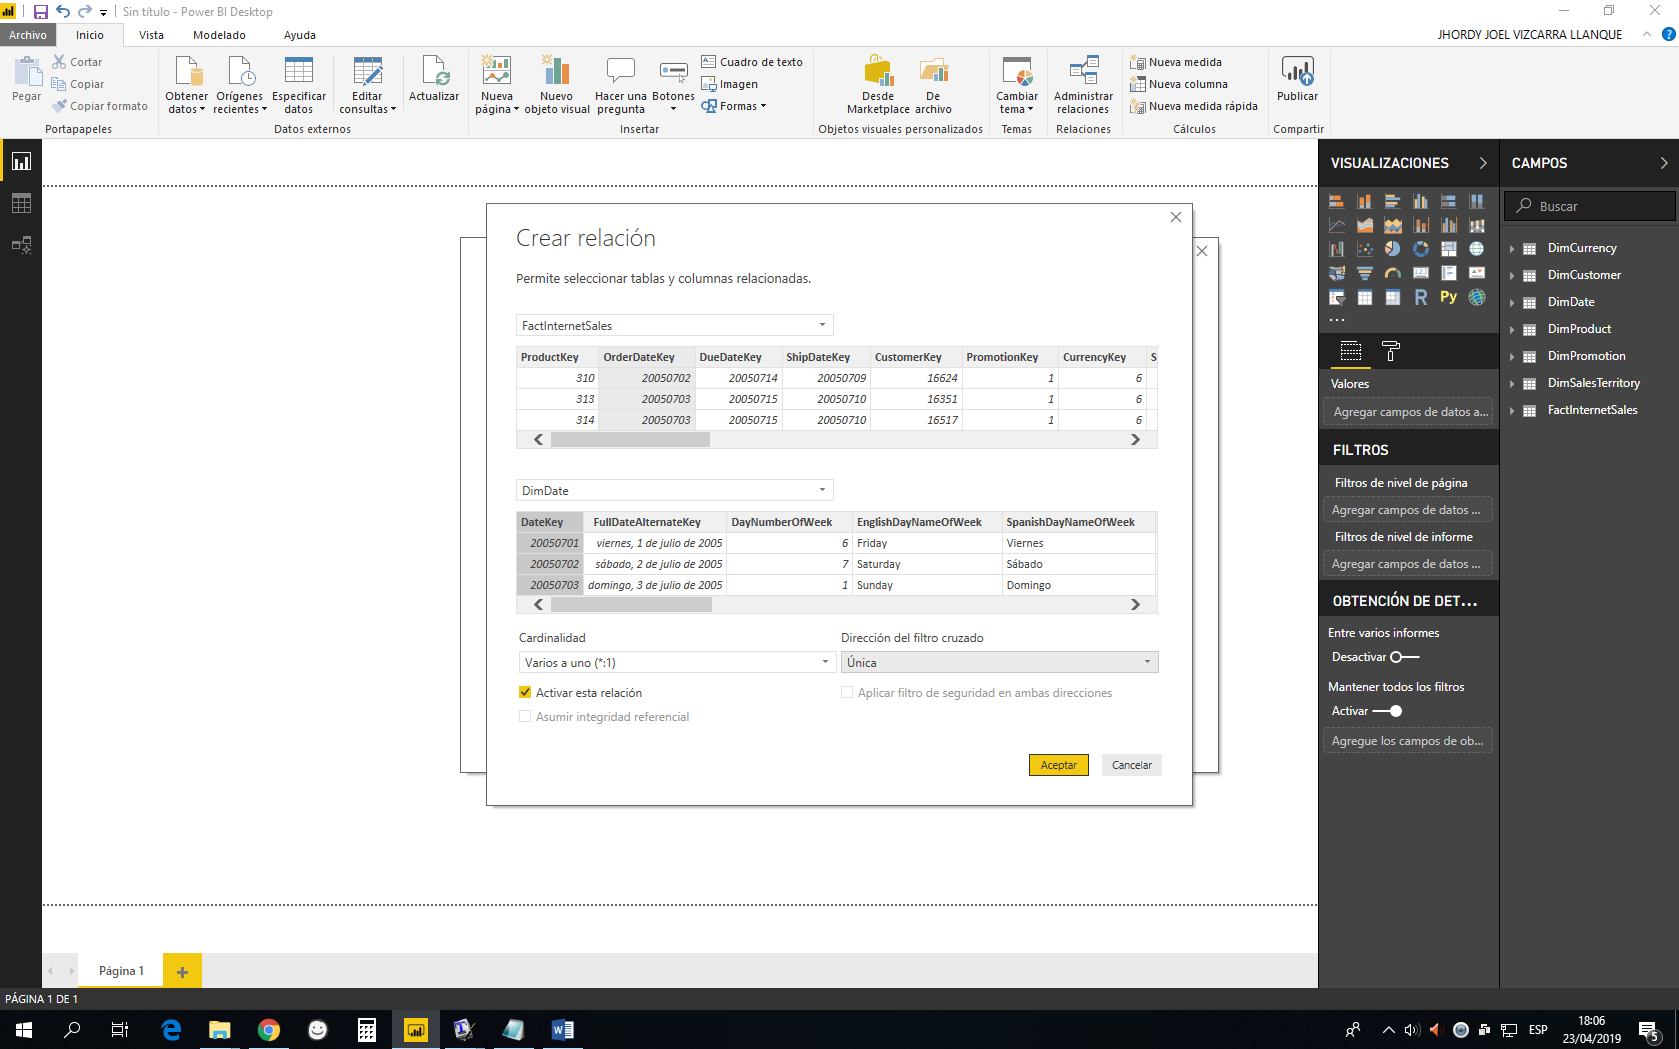 Sin título - Power BI Desktop
Archivo Inicio Vista Modelado Ayuda
JHORDY JOEL VIZCARRA LLANQUE
Pegar
Cortar
Copiar
Copiar formato
Portapapeles
Obtener datos
Orígenes recientes
Especificar datos
Editar consultas
Datos externos
Actualizar
Nueva página
Nuevo objeto visual
Hacer una pregunta
Botones
Cuadro de texto
Imagen
Formas
Insertar
Desde Marketplace
De archivo
Objetos visuales personalizados
Cambiar tema
Temas
Administrar relaciones
Relaciones
Nueva medida
Nueva columna
Nueva medida rápida
Cálculos
Publicar
Compartir
Crear relación
Permite seleccionar tablas y columnas relacionadas.
FactInternetSales
ProductKey OrderDateKey DueDateKey ShipDateKey CustomerKey PromotionKey CurrencyKey S
310 20050702 20050714 20050709 16624 1 6
313 20050703 20050715 20050710 16351 1 6
314 20050703 20050715 20050710 16517 1 6
DimDate
DateKey FullDateAlternateKey DayNumberOfWeek EnglishDayNameOfWeek SpanishDayNameOfWeek
20050701 viernes, 1 de julio de 2005 6 Friday Viernes
20050702 sábado, 2 de julio de 2005 7 Saturday Sábado
20050703 domingo, 3 de julio de 2005 1 Sunday Domingo
Cardinalidad
Varios a uno (*:1)
Dirección del filtro cruzado
Única
Activar esta relación
Aplicar filtro de seguridad en ambas direcciones
Asumir integridad referencial
Aceptar
Cancelar
VISUALIZACIONES
R Py
...
Valores
Agregar campos de datos a...
FILTROS
Filtros de nivel de página
Agregar campos de datos ...
Filtros de nivel de informe
Agregar campos de datos ...
OBTENCIÓN DE DET...
Entre varios informes
Desactivar
Mantener todos los filtros
Activar
Agregue los campos de ob...
CAMPOS
Buscar
DimCurrency
DimCustomer
DimDate
DimProduct
DimPromotion
DimSalesTerritory
FactInternetSales
Página 1
PÁGINA 1 DE 1
ESP
18:06
23/04/2019
5